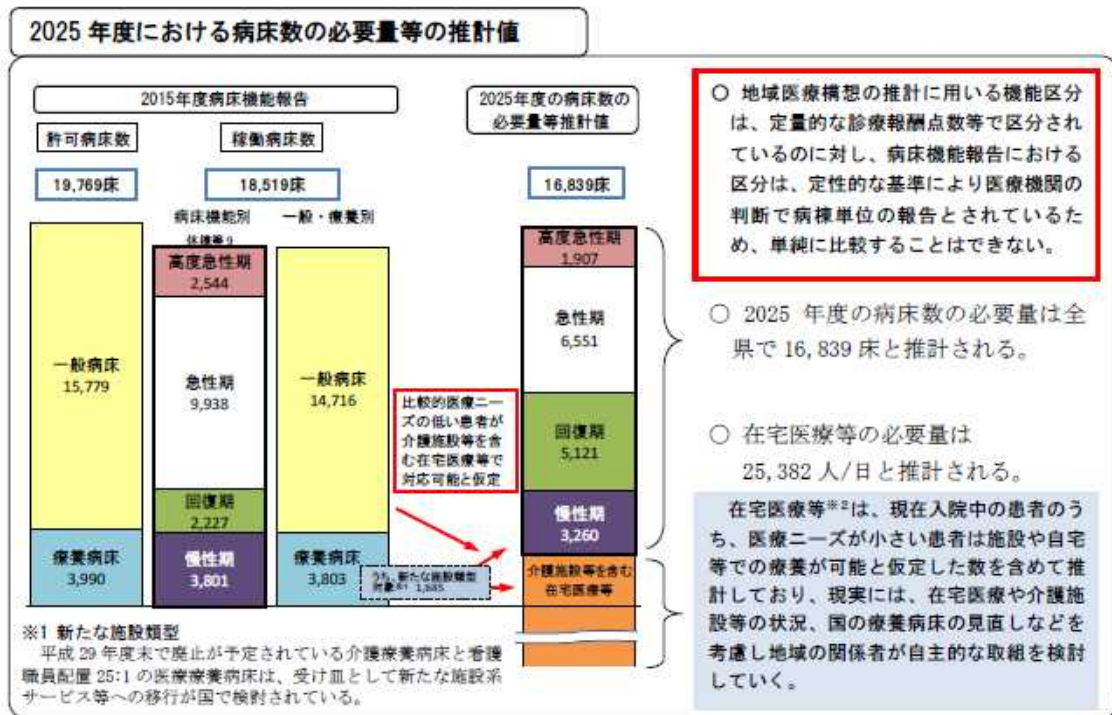 2025 年度における病床数の必要量等の推計値
2015年度病床機能報告
許可病床数
稼働病床数
19,769床
18,519床
病床機能別
一般・療養別
休棟等 9
一般病床
15,779
療養病床
3,990
高度急性期
2,544
急性期
9,938
回復期
2,227
慢性期
3,801
一般病床
14,716
療養病床
3,803
比較的医療ニー
ズの低い患者が
介護施設等を含
む在宅医療等で
対応可能と仮定
うち、新たな施設類型
対象※1 1,685
2025年度の病床数の
必要量等推計値
16,839床
高度急性期
1,907
急性期
6,551
回復期
5,121
慢性期
3,260
介護施設等を含む
在宅医療等
※1 新たな施設類型
平成 29 年度末で廃止が予定されている介護療養病床と看護
職員配置 25:1 の医療療養病床は、受け皿として新たな施設系
サービス等への移行が国で検討されている。
○ 地域医療構想の推計に用いる機能区分
は、定量的な診療報酬点数等で区分され
ているのに対し、病床機能報告における
区分は、定性的な基準により医療機関の
判断で病棟単位の報告とされているた
め、単純に比較することはできない。
○ 2025 年度の病床数の必要量は全
県で 16,839 床と推計される。
○ 在宅医療等の必要量は
25,382 人/日と推計される。
在宅医療等※2は、現在入院中の患者のう
ち、医療ニーズが小さい患者は施設や自宅
等での療養が可能と仮定した数を含めて推
計しており、現実には、在宅医療や介護施
設等の状況、国の療養病床の見直しなどを
考慮し地域の関係者が自主的な取組を検討
していく。